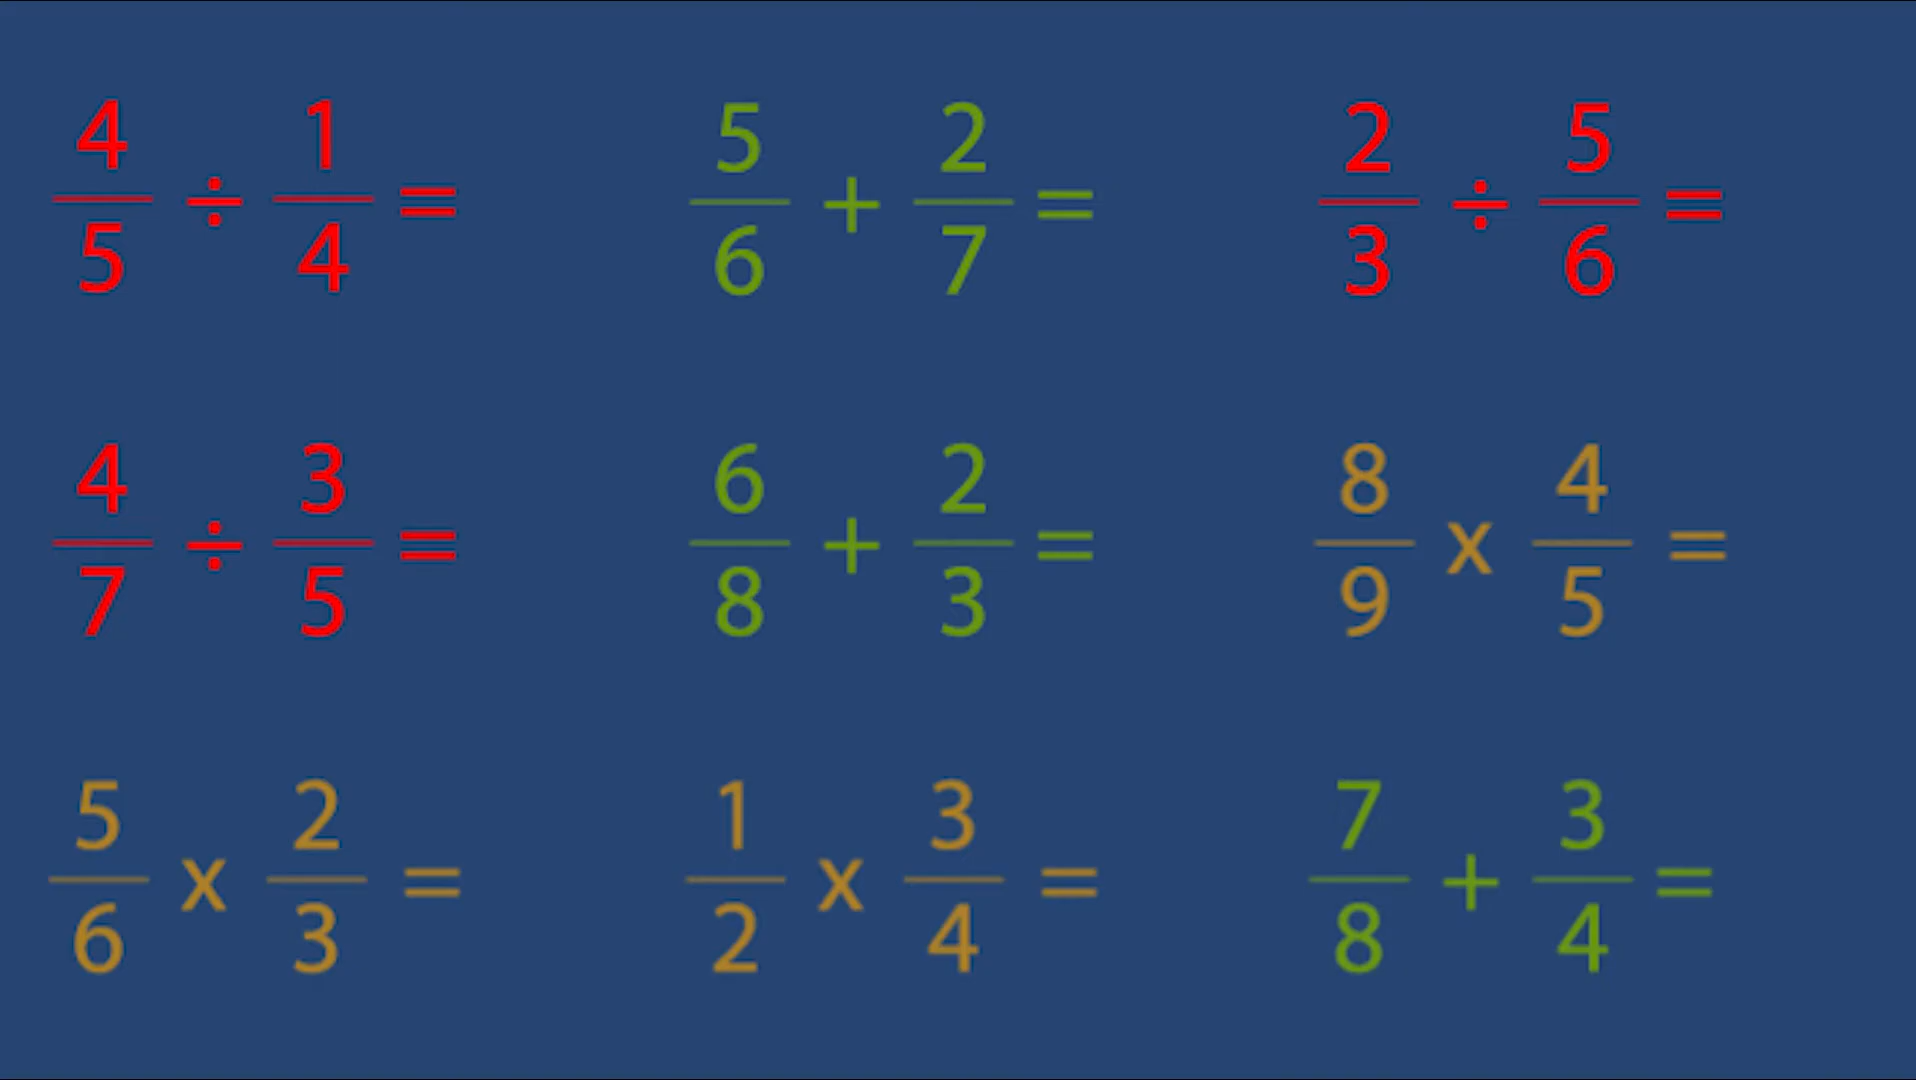 4/5 ÷ 1/4 =
5/6 + 2/7 =
2/3 ÷ 5/6 =
4/7 ÷ 3/5 =
6/8 + 2/3 =
8/9 x 4/5 =
5/6 x 2/3 =
1/2 x 3/4 =
7/8 + 3/4 =